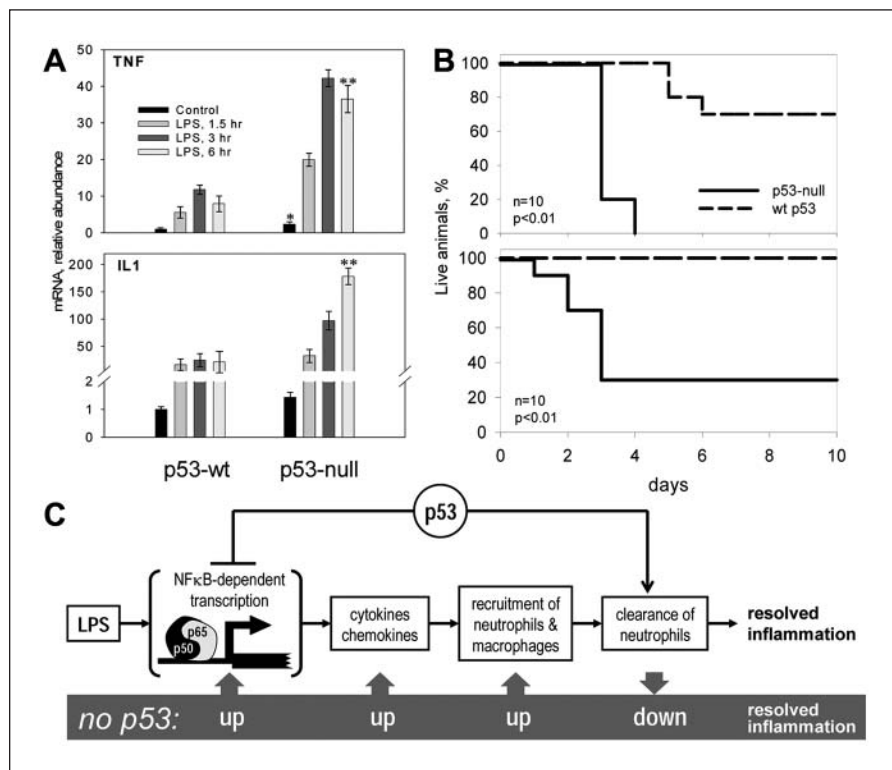 A
TNF
Control
LPS, 1.5 hr
LPS, 3 hr
LPS, 6 hr
50
40
30
20
10
0
*
**
mRNA, relative abundance
IL1
200
150
100
50
2
1
0
**
p53-wt
p53-null
B
100
80
60
40
20
0
n=10
p<0.01
p53-null
wt p53
Live animals, %
100
80
60
40
20
0
n=10
p<0.01
0 2 4 6 8 10
days
C
p53
LPS
NFκB-dependent
transcription
p65
p50
cytokines
chemokines
recruitment of
neutrophils &
macrophages
clearance of
neutrophils
resolved
inflammation
no p53: up up up down resolved
inflammation